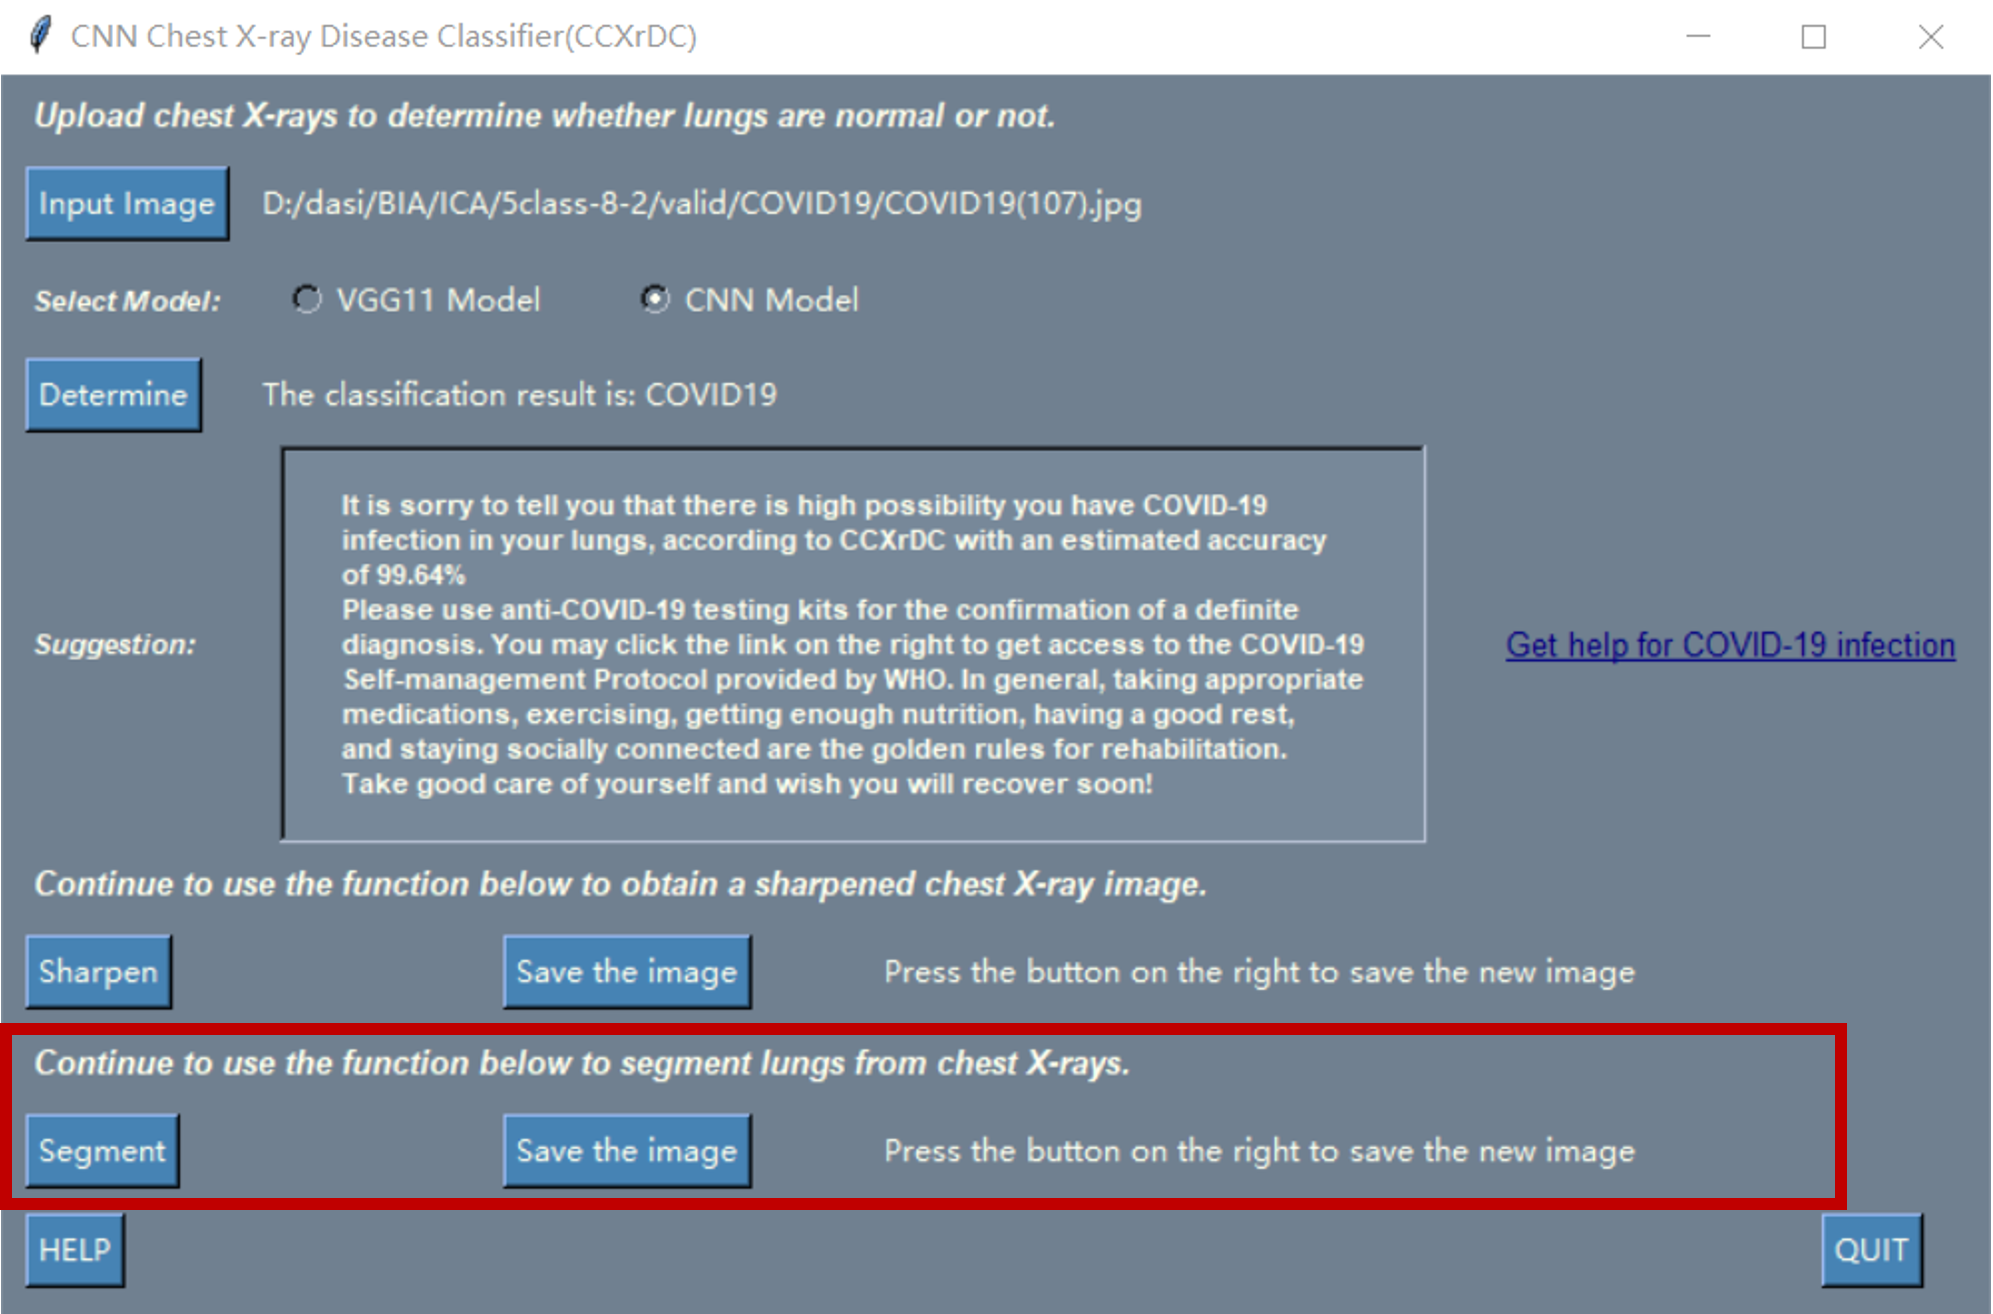 CNN Chest X-ray Disease Classifier(CCXrDC)
Upload chest X-rays to determine whether lungs are normal or not.
Input Image D:/dasi/BIA/ICA/5class-8-2/valid/COVID19/COVID19(107).jpg
Select Model: VGG11 Model CNN Model
Determine The classification result is: COVID19
It is sorry to tell you that there is high possibility you have COVID-19
infection in your lungs, according to CCXrDC with an estimated accuracy
of 99.64%
Please use anti-COVID-19 testing kits for the confirmation of a definite
diagnosis. You may click the link on the right to get access to the COVID-19
Suggestion: Get help for COVID-19 infection
Self-management Protocol provided by WHO. In general, taking appropriate
medications, exercising, getting enough nutrition, having a good rest,
and staying socially connected are the golden rules for rehabilitation.
Take good care of yourself and wish you will recover soon!
Continue to use the function below to obtain a sharpened chest X-ray image.
Sharpen Save the image Press the button on the right to save the new image
Continue to use the function below to segment lungs from chest X-rays.
Segment Save the image Press the button on the right to save the new image
HELP QUIT